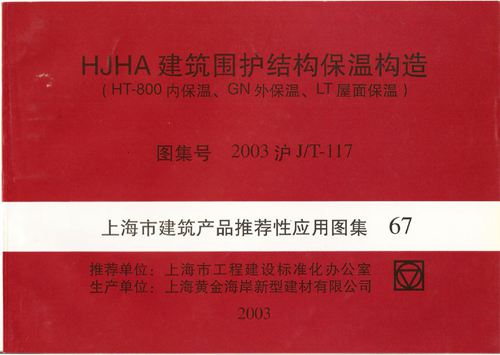 HJHA 建筑围护结构保温构造
(HT-800 内保温、GN 外保温、LT 屋面保温)
图集号 2003 沪 J/T-117
上海市建筑产品推荐性应用图集 67
推荐单位：上海市工程建设标准化办公室
生产单位：上海黄金海岸新型建材有限公司
2003